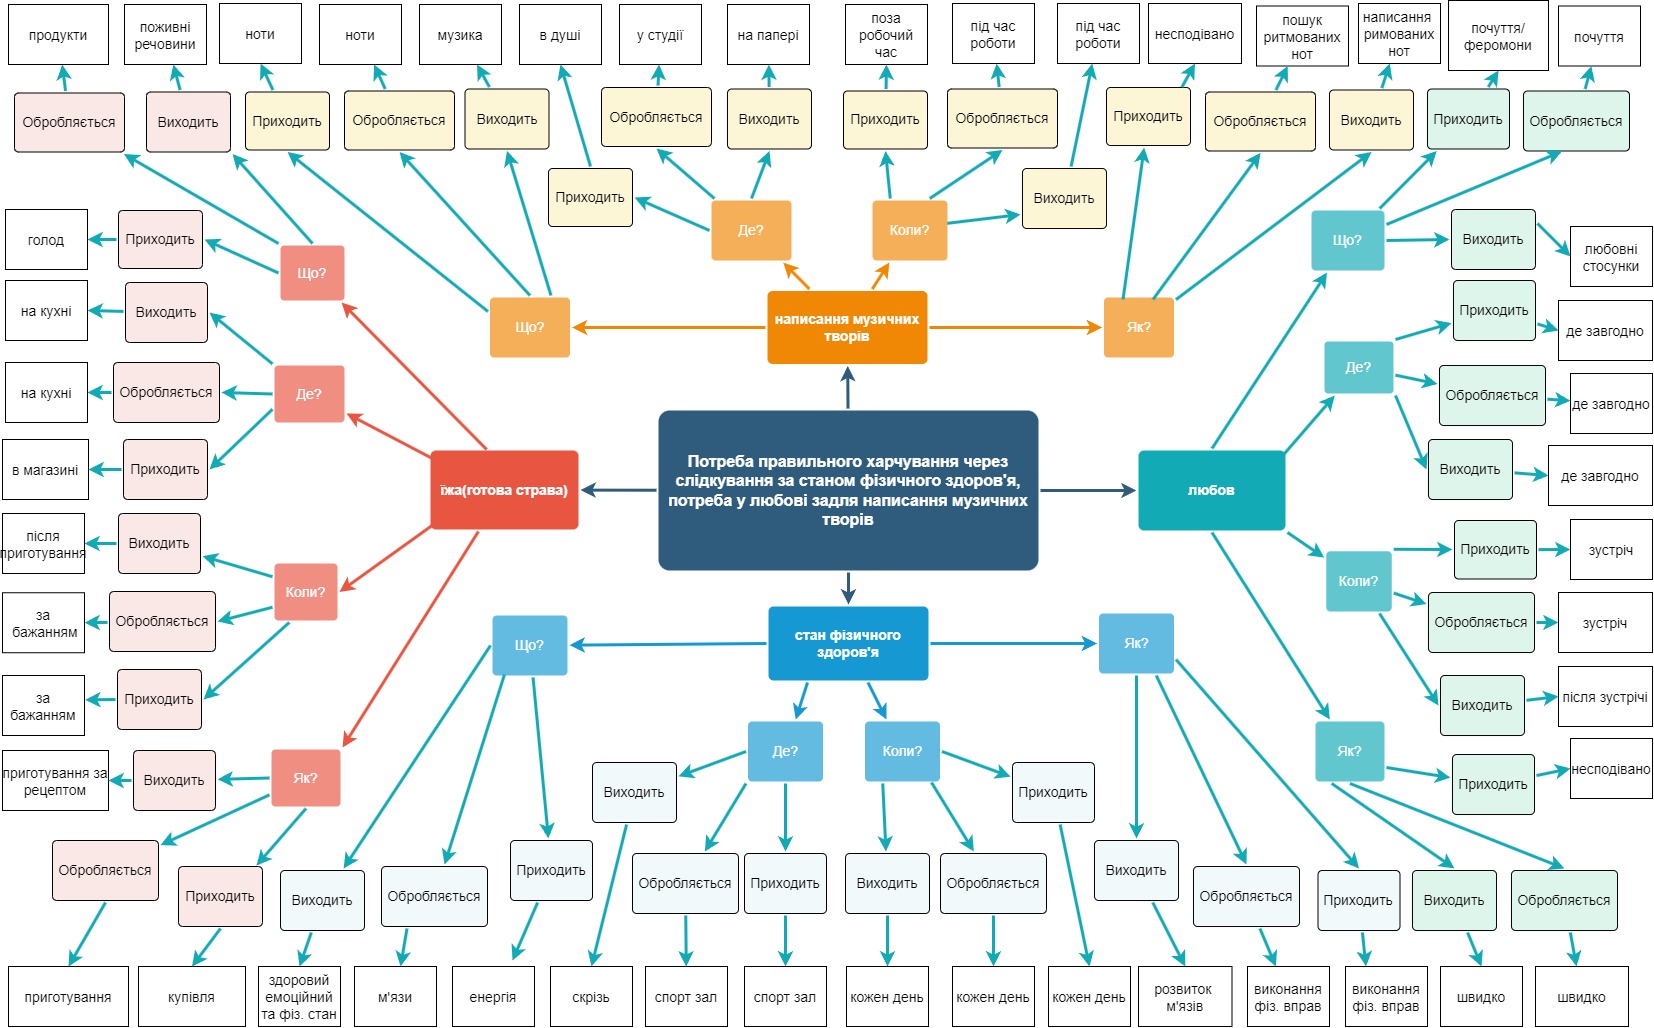 продукти
поживні
речовини
ноти
ноти
музика
в душі
у студії
на папері
поза
робочий
час
під час
роботи
під час
роботи
несподівано
пошук
ритмованих
нот
написання
римованих
нот
почуття/
феромони
почуття
Обробляється
Виходить
Приходить
Обробляється
Виходить
Приходить
Обробляється
Виходить
Приходить
Обробляється
Виходить
Приходить
Обробляється
Виходить
Приходить
Обробляється
голод
Приходить
Що?
Де?
Коли?
Що?
Виходить
любовні
стосунки
на кухні
Виходить
Що?
написання музичних
творів
Як?
Приходить
де завгодно
на кухні
Обробляється
Де?
Де?
Обробляється
де завгодно
в магазині
Приходить
Виходить
де завгодно
їжа(готова страва)
Потреба правильного харчування через
слідкування за станом фізичного здоров'я,
потреба у любові задля написання музичних
творів
любов
після
приготування
Виходить
Коли?
Коли?
Приходить
зустріч
за
бажанням
Обробляється
Обробляється
зустріч
за
бажанням
Приходить
Виходить
після зустрічі
Що?
стан фізичного
здоров'я
Як?
приготування за
рецептом
Виходить
Як?
Де?
Коли?
Як?
Приходить
несподівано
Виходить
Приходить
Обробляється
Приходить
Виходить
Обробляється
Приходить
Обробляється
Приходить
Виходить
Обробляється
Виходить
Обробляється
Приходить
Виходить
Обробляється
приготування
купівля
здоровий
емоційний
та фіз. стан
м'язи
енергія
скрізь
спорт зал
спорт зал
кожен день
кожен день
кожен день
розвиток
м'язів
виконання
фіз. вправ
виконання
фіз. вправ
швидко
швидко